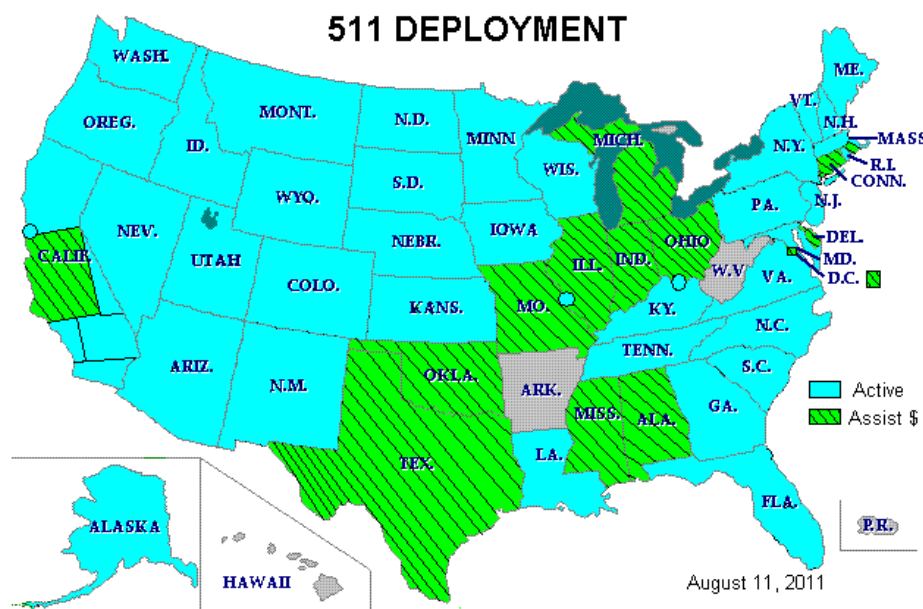 511 DEPLOYMENT
WASH.
ME.
MONT.
N.D.
VT.
OREG.
MINN
N.H.
ID.
MICH.
MASS
N.Y.
WIS.
R.I.
S.D.
CONN.
WYO.
PA.
N.J.
NEV.
IOWA
NEBR.
DEL.
OHIO
CALIF.
UTAH
ILL.
IND.
MD.
W.V
D.C.
VA.
COLO.
KANS.
MO.
KY.
N.C.
TENN.
ARIZ.
S.C.
OKLA.
N.M.
ARK.
Active
GA.
MISS.
ALA.
Assist $
LA.
TEX.
FLA.
ALASKA
P.R.
HAWAII
August 11, 2011